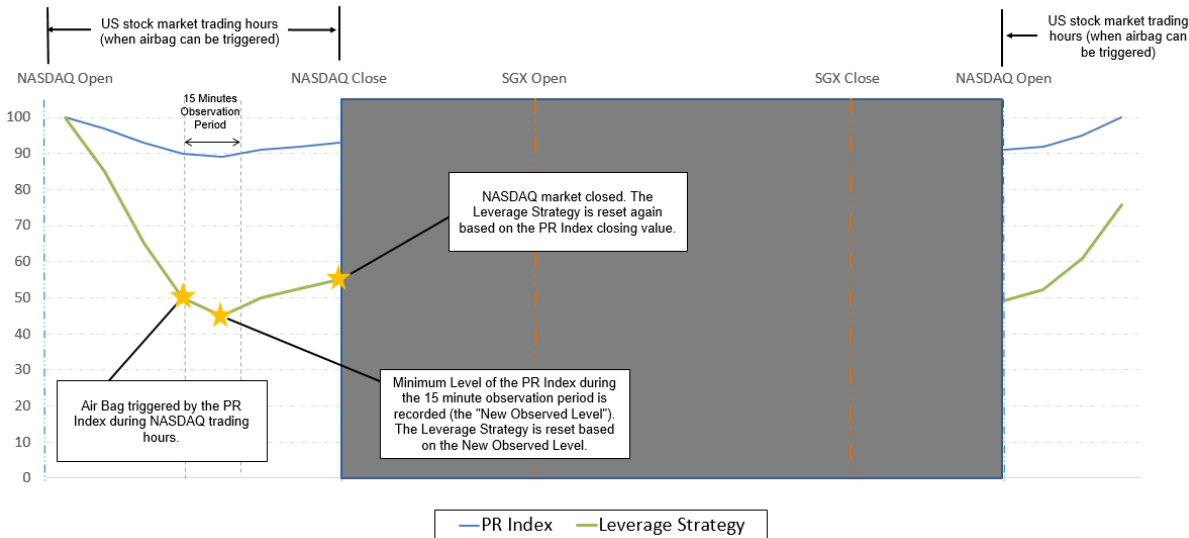 US stock market trading hours
(when airbag can be triggered)
US stock market trading
hours (when airbag can
be triggered)
NASDAQ Open
NASDAQ Close
SGX Open
SGX Close
NASDAQ Open
15 Minutes
Observation
Period
100
90
80
70
60
50
40
30
20
10
0
NASDAQ market closed. The
Leverage Strategy is reset again
based on the PR Index closing value.
Air Bag triggered by the PR
Index during NASDAQ trading
hours.
Minimum Level of the PR Index during
the 15 minute observation period is
recorded (the "New Observed Level").
The Leverage Strategy is reset based
on the New Observed Level.
PR Index
Leverage Strategy